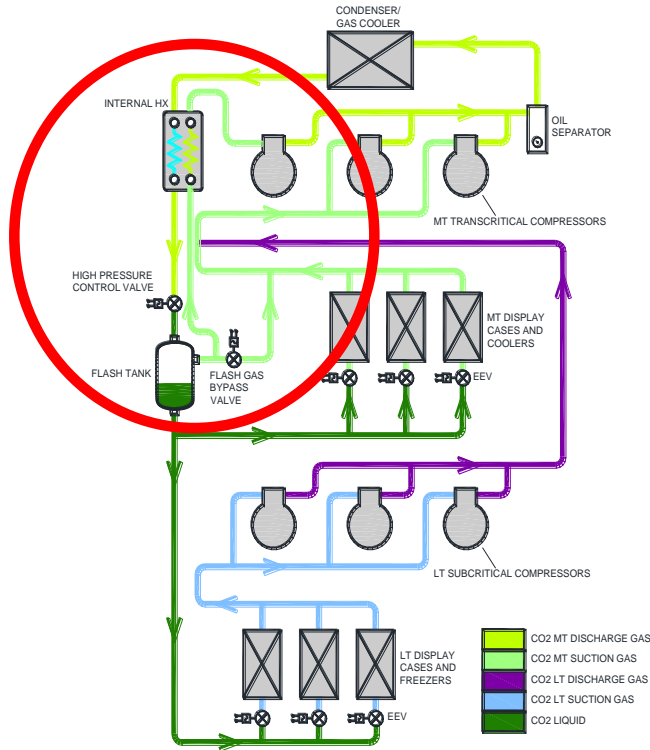 CONDENSER/
GAS COOLER
INTERNAL HX
OIL
SEPARATOR
MT TRANSCRITICAL COMPRESSORS
HIGH PRESSURE
CONTROL VALVE
MT DISPLAY
CASES AND
COOLERS
FLASH TANK
FLASH GAS
BYPASS
VALVE
EEV
LT SUBCRITICAL COMPRESSORS
LT DISPLAY
CASES AND
FREEZERS
EEV
CO2 MT DISCHARGE GAS
CO2 MT SUCTION GAS
CO2 LT DISCHARGE GAS
CO2 LT SUCTION GAS
CO2 LIQUID